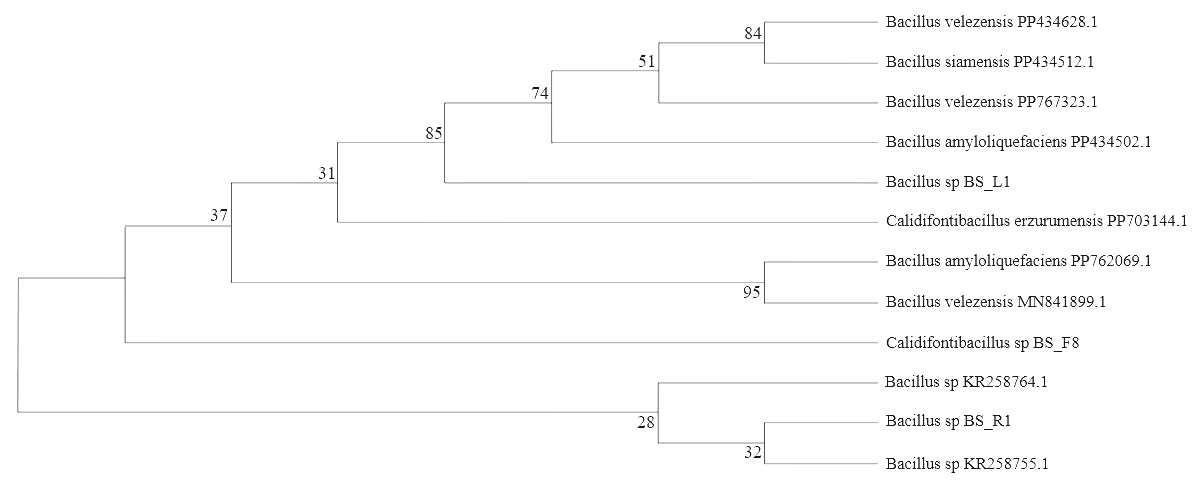 Bacillus velezensis PP434628.1
84
51
Bacillus siamensis PP434512.1
74
Bacillus velezensis PP767323.1
85
Bacillus amyloliquefaciens PP434502.1
31
Bacillus sp BS_L1
37
Calidifontibacillus erzurumensis PP703144.1
Bacillus amyloliquefaciens PP762069.1
95
Bacillus velezensis MN841899.1
Calidifontibacillus sp BS_F8
Bacillus sp KR258764.1
28
Bacillus sp BS_R1
32
Bacillus sp KR258755.1